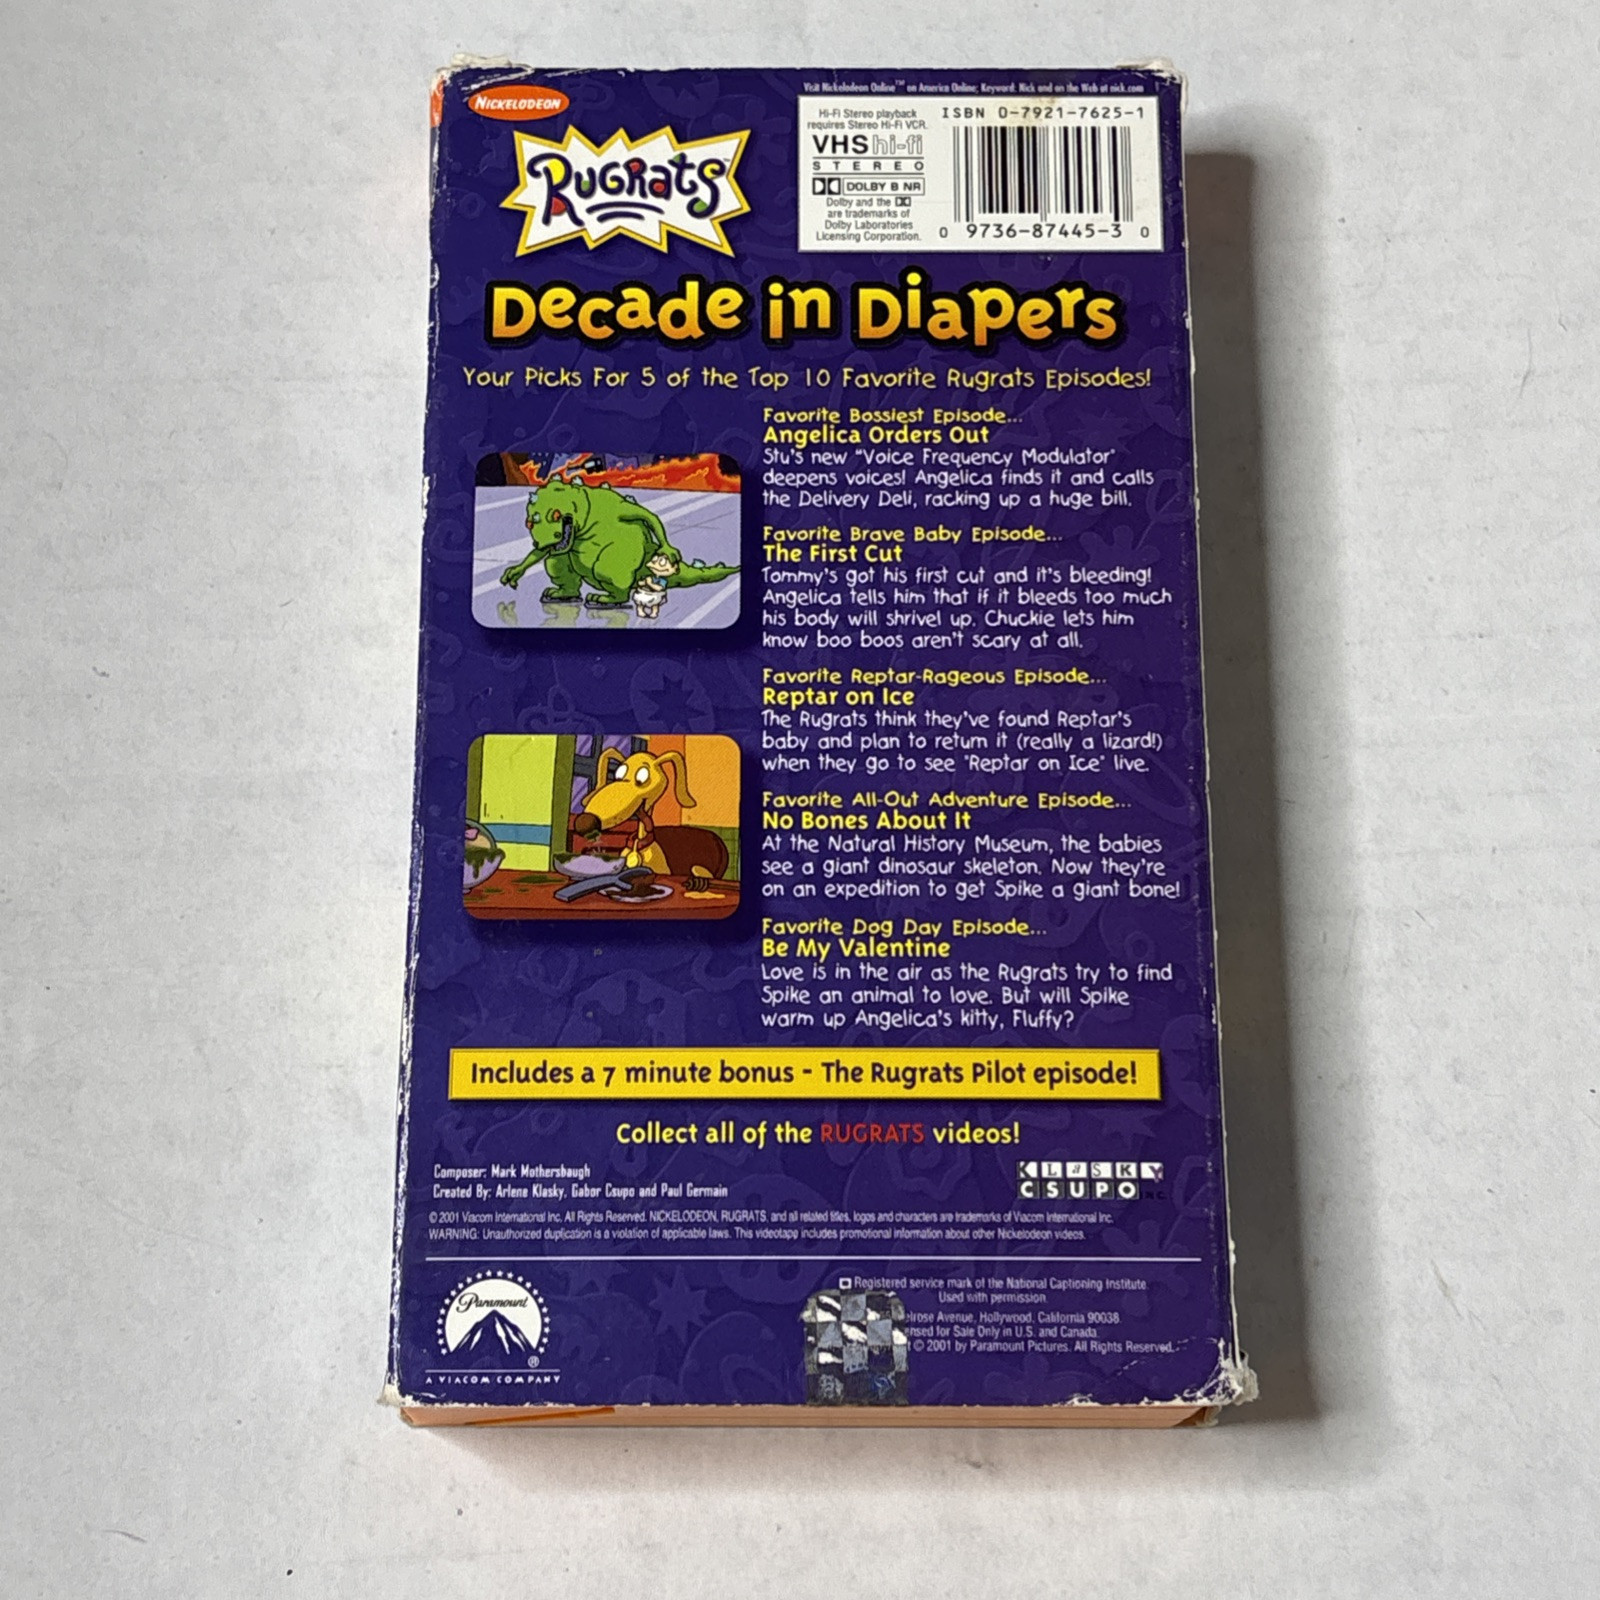 Visit Nickelodeon Online™ on America Online; Keyword: Nick and on the Web at nick.com
NICKELODEON
RUGRATS
Hi-Fi Stereo playback
requires Stereo Hi-Fi VCR.
VHS hi-fi
STEREO
DOLBY B NR
Dolby and the
are trademarks of
Dolby Laboratories
Licensing Corporation.
ISBN 0-7921-7625-1
0 9736-87445-3 0
Decade in Diapers
Your Picks For 5 of the Top 10 Favorite Rugrats Episodes!
Favorite Bossiest Episode...
Angelica Orders Out
Stu's new "Voice Frequency Modulator"
deepens voices! Angelica finds it and calls
the Delivery Deli, racking up a huge bill.
Favorite Brave Baby Episode...
The First Cut
Tommy's got his first cut and it's bleeding!
Angelica tells him that if it bleeds too much
his body will shrivel up. Chuckie lets him
know boo boos aren't scary at all.
Favorite Reptar-Rageous Episode...
Reptar on Ice
The Rugrats think they've found Reptar's
baby and plan to return it (really a lizard!)
when they go to see "Reptar on Ice" live.
Favorite All-Out Adventure Episode...
No Bones About It
At the Natural History Museum, the babies
see a giant dinosaur skeleton. Now they're
on an expedition to get Spike a giant bone!
Favorite Dog Day Episode...
Be My Valentine
Love is in the air as the Rugrats try to find
Spike an animal to love. But will Spike
warm up Angelica's kitty, Fluffy?
Includes a 7 minute bonus - The Rugrats Pilot episode!
Collect all of the RUGRATS videos!
Composer: Mark Mothersbaugh
Created By: Arlene Klasky, Gabor Csupo and Paul Germain
KLASKY
CSUPO INC.
© 2001 Viacom International Inc. All Rights Reserved. NICKELODEON, RUGRATS, and all related titles, logos and characters are trademarks of Viacom International Inc.
WARNING: Unauthorized duplication is a violation of applicable laws. This videotape includes promotional information about other Nickelodeon videos.
Paramount
®
A VIACOM COMPANY
Registered service mark of the National Captioning Institute.
Used with permission.
elrose Avenue, Hollywood, California 90038.
nsed for Sale Only in U.S. and Canada.
t © 2001 by Paramount Pictures. All Rights Reserved.